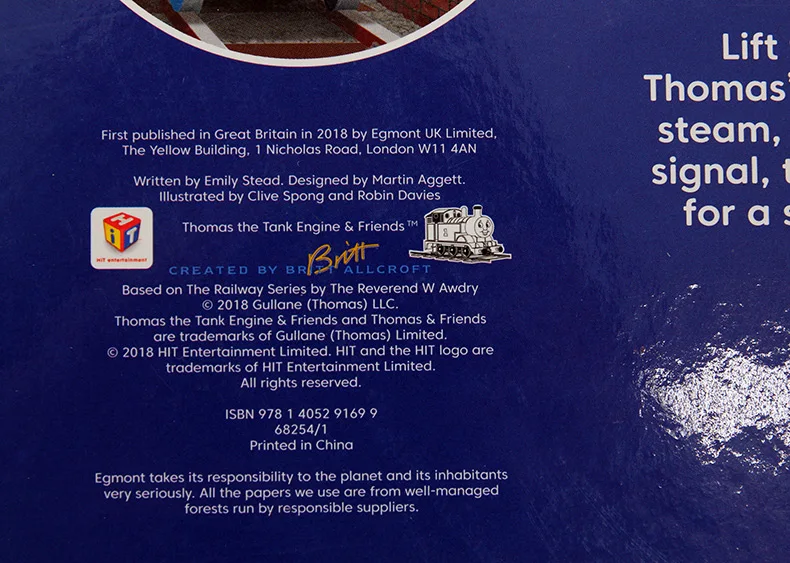 First published in Great Britain in 2018 by Egmont UK Limited,
The Yellow Building, 1 Nicholas Road, London W11 4AN
Written by Emily Stead. Designed by Martin Aggett.
Illustrated by Clive Spong and Robin Davies
HiT
HiT entertainment
Thomas the Tank Engine & Friends™
1
Britt
CREATED BY BRITT ALLCROFT
Based on The Railway Series by The Reverend W Awdry
© 2018 Gullane (Thomas) LLC.
Thomas the Tank Engine & Friends and Thomas & Friends
are trademarks of Gullane (Thomas) Limited.
© 2018 HIT Entertainment Limited. HIT and the HIT logo are
trademarks of HIT Entertainment Limited.
All rights reserved.
ISBN 978 1 4052 9169 9
68254/1
Printed in China
Egmont takes its responsibility to the planet and its inhabitants
very seriously. All the papers we use are from well-managed
forests run by responsible suppliers.
Lift
Thomas'
steam,
signal, t
for a s